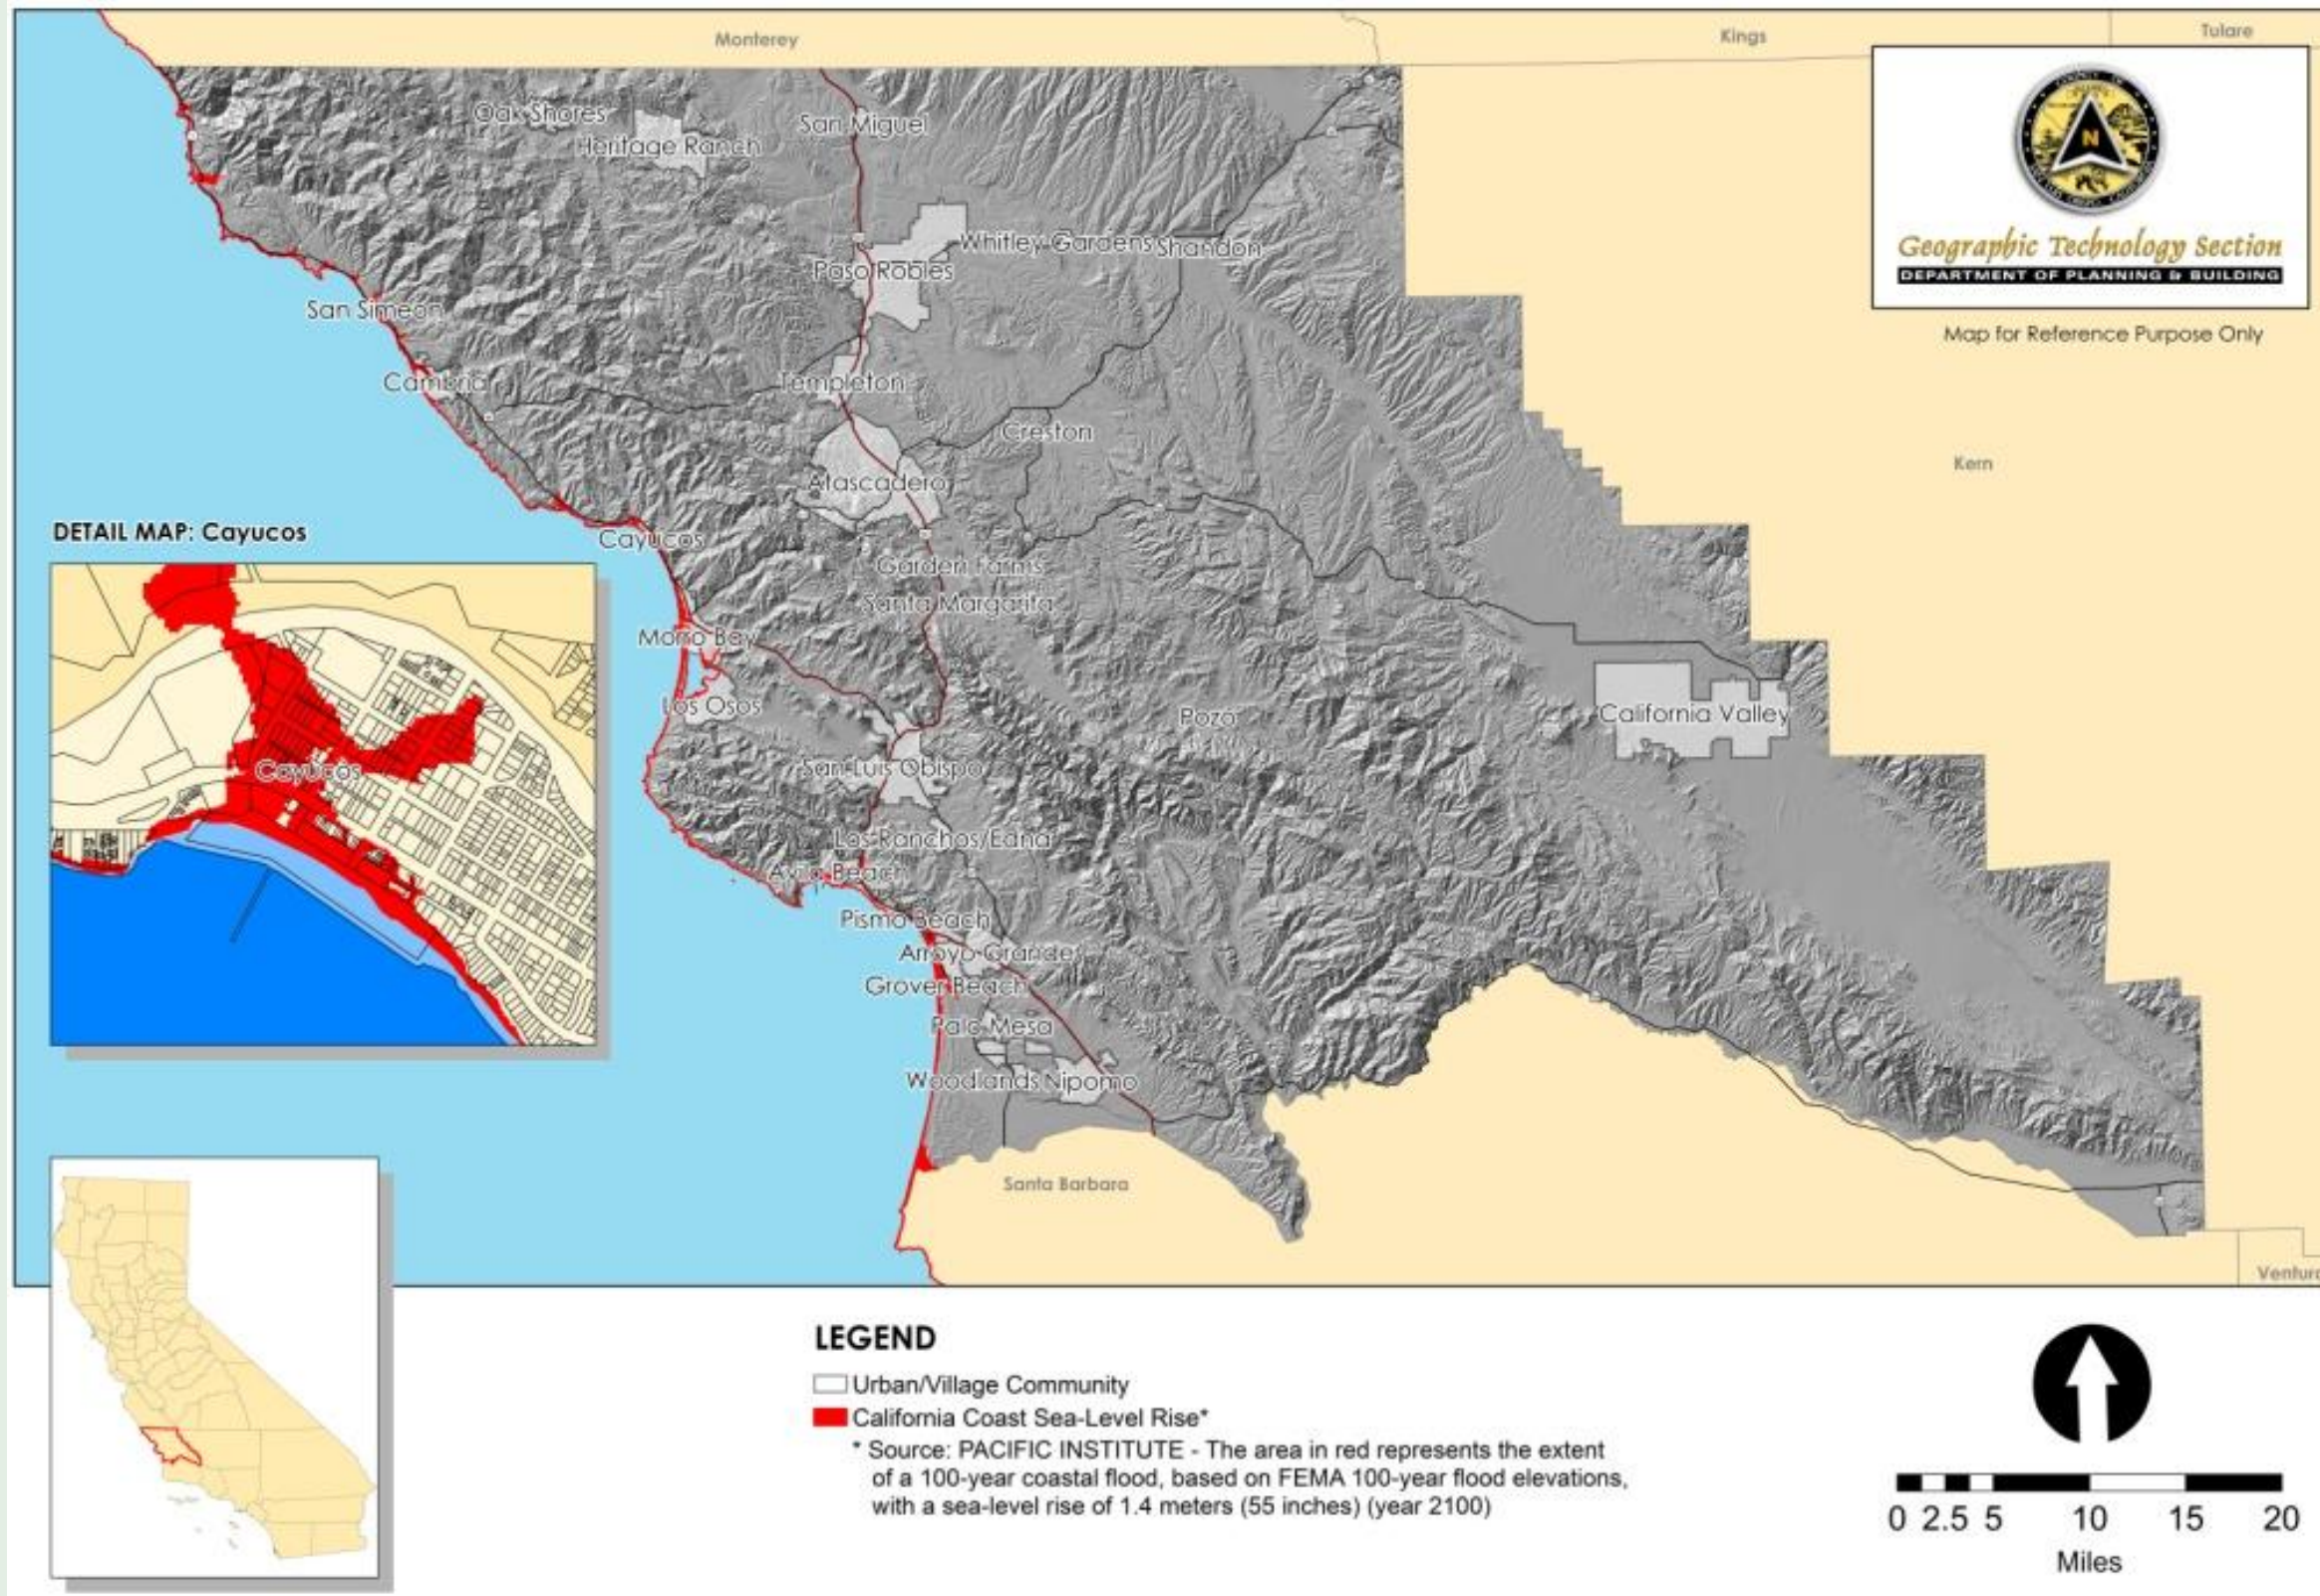 Monterey
Kings
Tulare
Oak Shores
Heritage Ranch
San Miguel
N
Geographic Technology Section
DEPARTMENT OF PLANNING & BUILDING
Map for Reference Purpose Only
Whitley Gardens
Shandon
Paso Robles
San Simeon
Cambria
Templeton
Creston
Kern
Atascadero
DETAIL MAP: Cayucos
Cayucos
Cayucos
Garden Farms
Santa Margarita
Morro Bay
Los Osos
Pozo
California Valley
San Luis Obispo
Los Ranchos/Edna
Avila Beach
Pismo Beach
Arroyo Grande
Grover Beach
Palo Mesa
Woodlands
Nipomo
Santa Barbara
Ventura
LEGEND
Urban/Village Community
California Coast Sea-Level Rise*
* Source: PACIFIC INSTITUTE - The area in red represents the extent
of a 100-year coastal flood, based on FEMA 100-year flood elevations,
with a sea-level rise of 1.4 meters (55 inches) (year 2100)
0 2.5 5 10 15 20
Miles